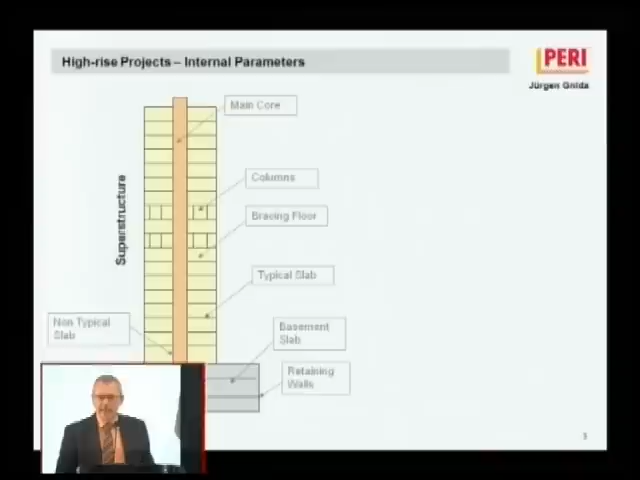 High-rise Projects – Internal Parameters
PERI
Jürgen Gnida
Main Core
Columns
Superstructure
Bracing Floor
Typical Slab
Non Typical
Slab
Basement
Slab
Retaining
Walls
3